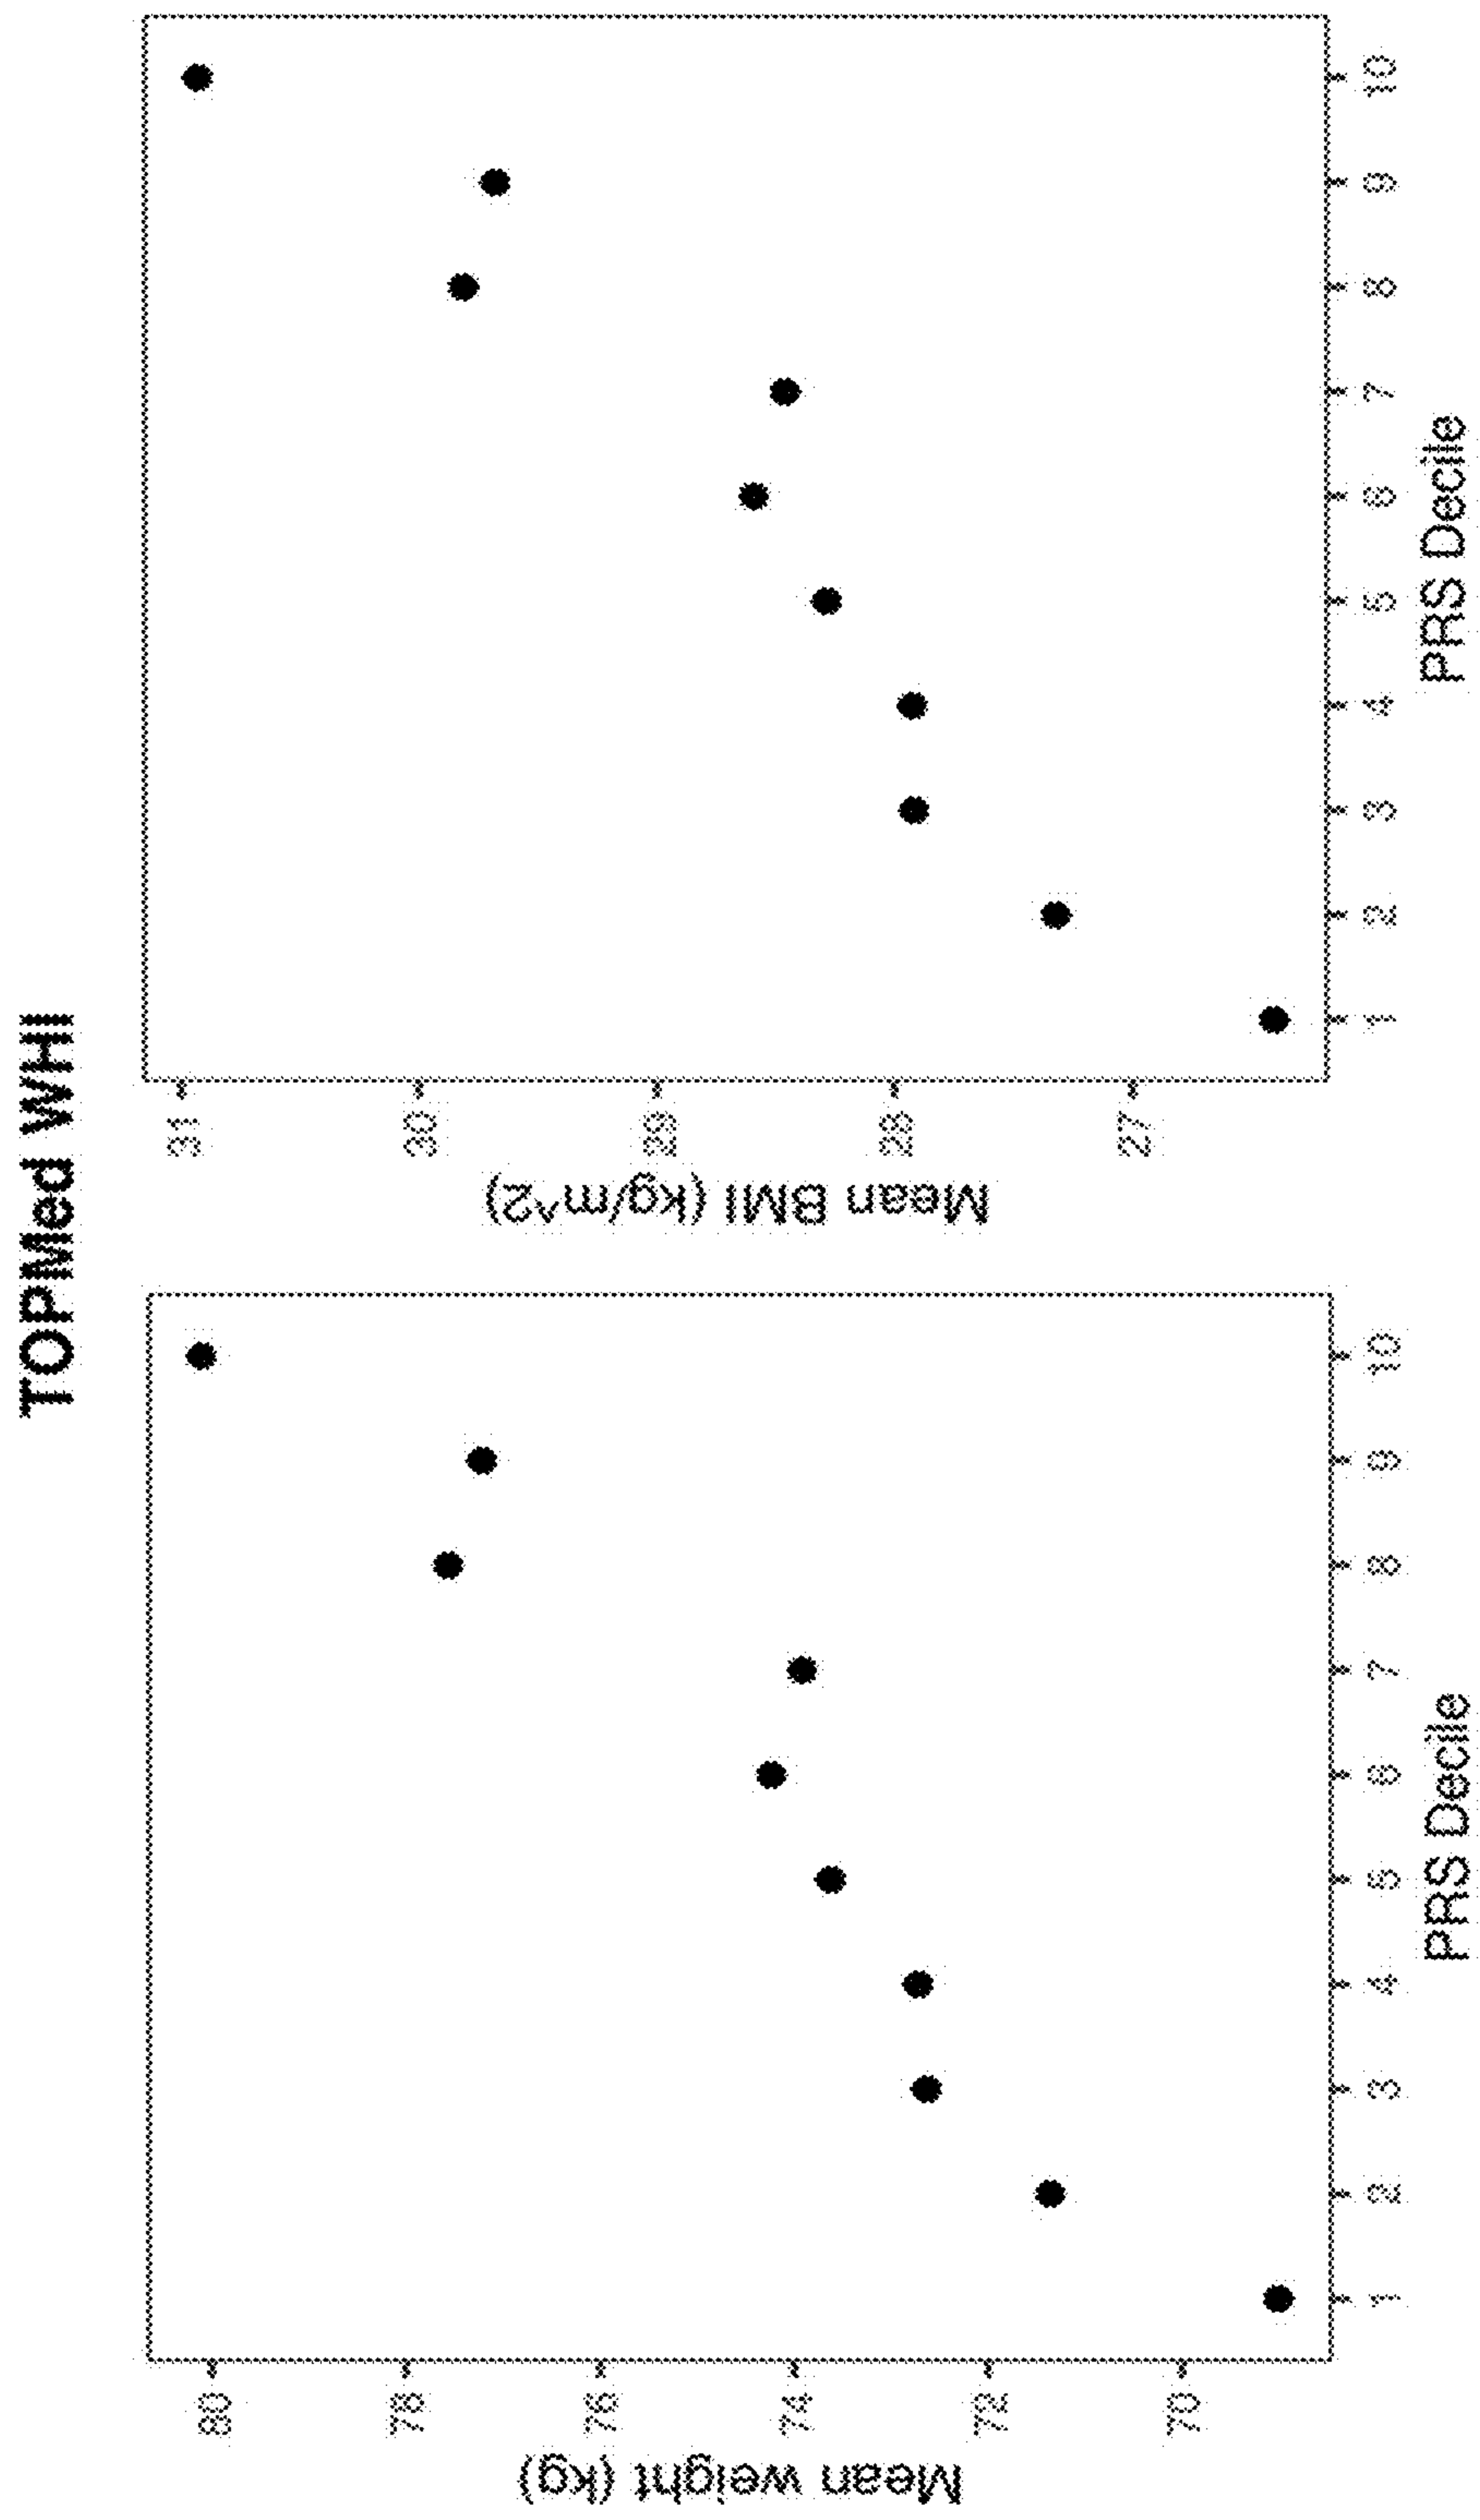 TOPMed WHI
Mean weight (kg)
80
78
76
74
72
70
1 2 3 4 5 6 7 8 9 10
PRS Decile
Mean BMI (kg/m^2)
31
30
29
28
27
1 2 3 4 5 6 7 8 9 10
PRS Decile